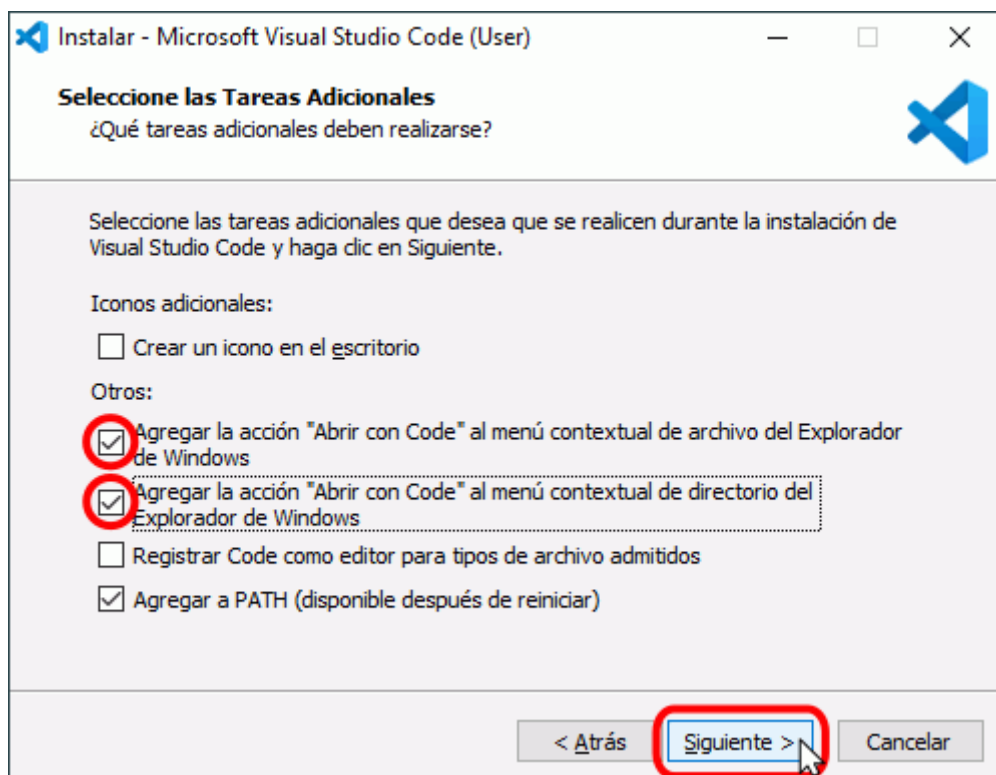 Instalar - Microsoft Visual Studio Code (User)
Seleccione las Tareas Adicionales
¿Qué tareas adicionales deben realizarse?
Seleccione las tareas adicionales que desea que se realicen durante la instalación de
Visual Studio Code y haga clic en Siguiente.
Iconos adicionales:
Crear un icono en el escritorio
Otros:
Agregar la acción "Abrir con Code" al menú contextual de archivo del Explorador
de Windows
Agregar la acción "Abrir con Code" al menú contextual de directorio del
Explorador de Windows
Registrar Code como editor para tipos de archivo admitidos
Agregar a PATH (disponible después de reiniciar)
< Atrás
Siguiente >
Cancelar